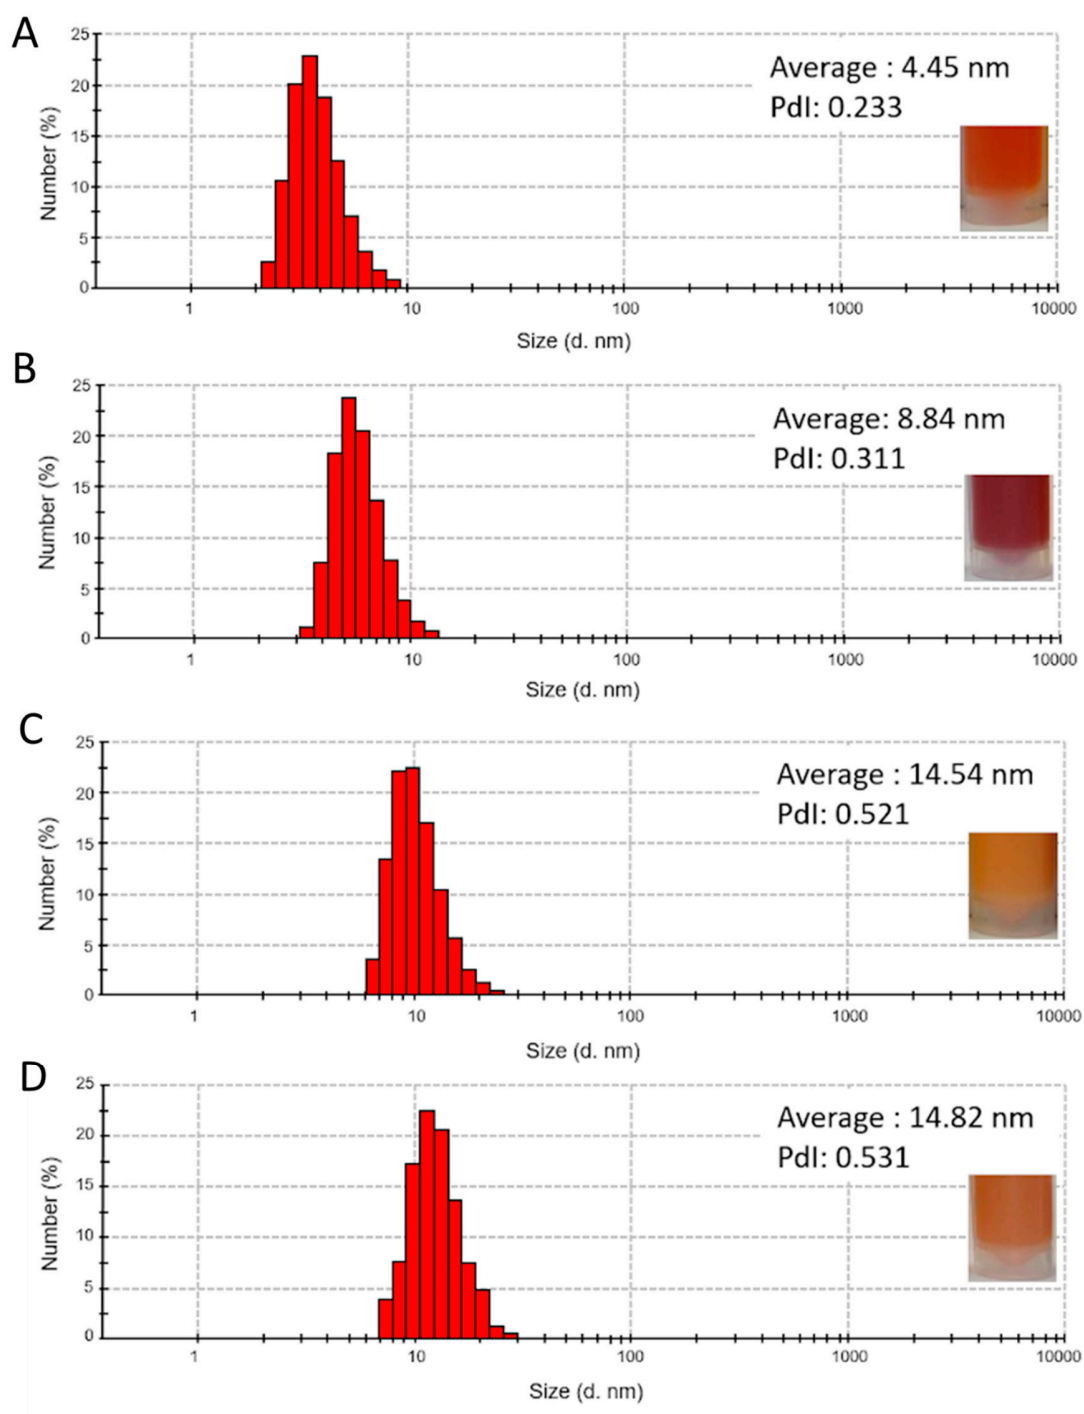 A
25
20
15
10
5
0
Number (%)
Average : 4.45 nm
PdI: 0.233
1 10 100 1000 10000
Size (d. nm)
B
25
20
15
10
5
0
Number (%)
Average: 8.84 nm
PdI: 0.311
1 10 100 1000 10000
Size (d. nm)
C
25
20
15
10
5
0
Number (%)
Average : 14.54 nm
PdI: 0.521
1 10 100 1000 10000
Size (d. nm)
D
25
20
15
10
5
0
Number (%)
Average : 14.82 nm
PdI: 0.531
1 10 100 1000 10000
Size (d. nm)